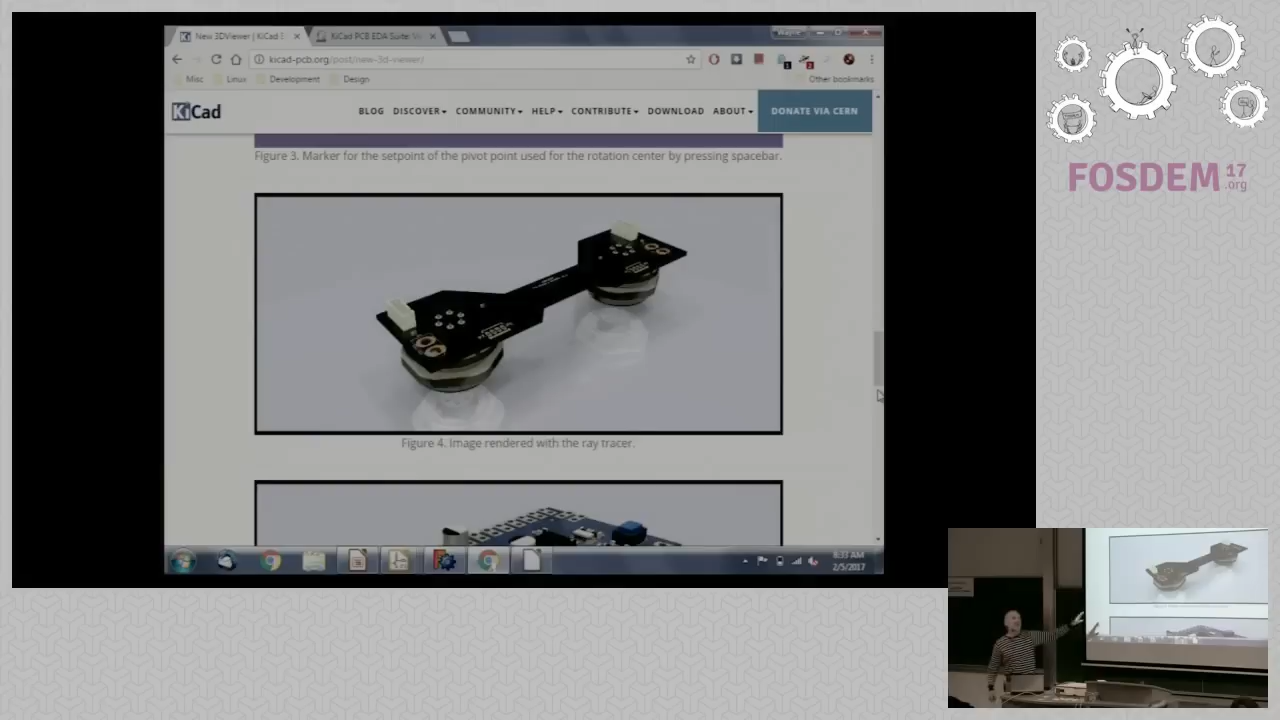 New 3DViewer | KiCad
KiCad PCB EDA Suite:
kicad-pcb.org/post/new-3d-viewer/
Misc Linux Development Design Other bookmarks
KiCad
BLOG DISCOVER COMMUNITY HELP CONTRIBUTE DOWNLOAD ABOUT DONATE VIA CERN
Figure 3. Marker for the setpoint of the pivot point used for the rotation center by pressing spacebar.
Figure 4. Image rendered with the ray tracer.
8:33 AM
2/5/2017
FOSDEM 17
.org